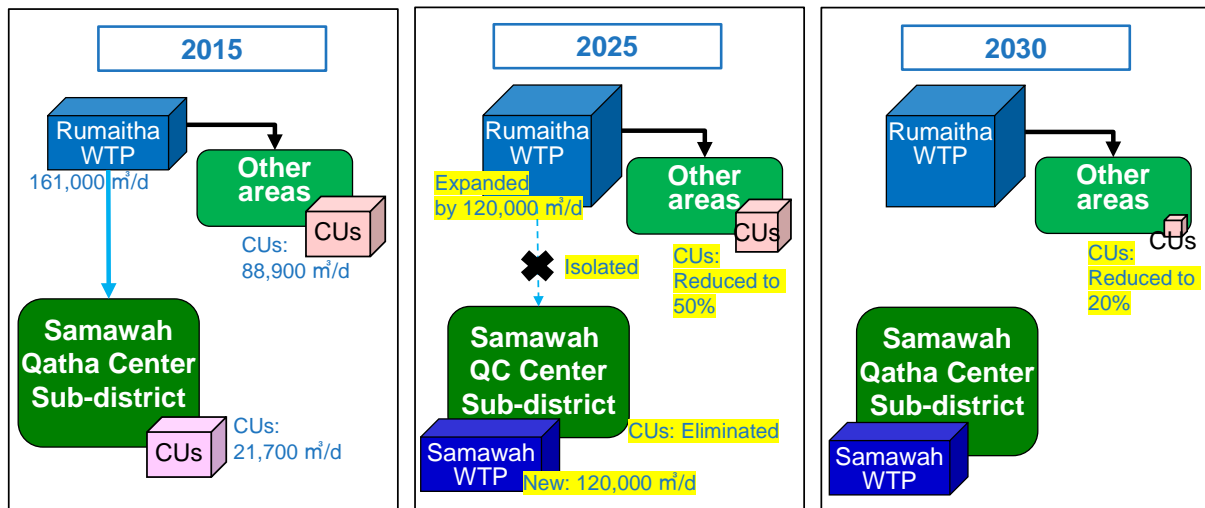 2015
Rumaitha
WTP
161,000 m³/d
Other
areas
CUs
CUs:
88,900 m³/d
Samawah
Qatha Center
Sub-district
CUs
CUs:
21,700 m³/d
2025
Rumaitha
WTP
Expanded
by 120,000 m³/d
Other
areas
CUs
Isolated
CUs:
Reduced to
50%
Samawah
QC Center
Sub-district
CUs: Eliminated
Samawah
WTP
New: 120,000 m³/d
2030
Rumaitha
WTP
Other
areas
CUs
CUs:
Reduced to
20%
Samawah
Qatha Center
Sub-district
Samawah
WTP